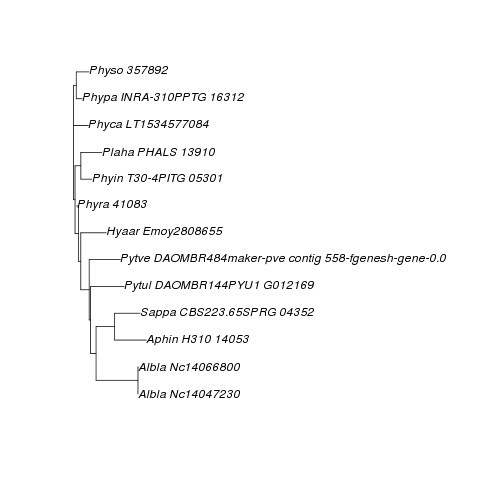 Physo 357892
Phypa INRA-310PPTG 16312
Phyca LT1534577084
Plaha PHALS 13910
Phyin T30-4PITG 05301
Phyra 41083
Hyaar Emoy2808655
Pytve DAOMBR484maker-pve contig 558-fgenesh-gene-0.0
Pytul DAOMBR144PYU1 G012169
Sappa CBS223.65SPRG 04352
Aphin H310 14053
Albla Nc14066800
Albla Nc14047230